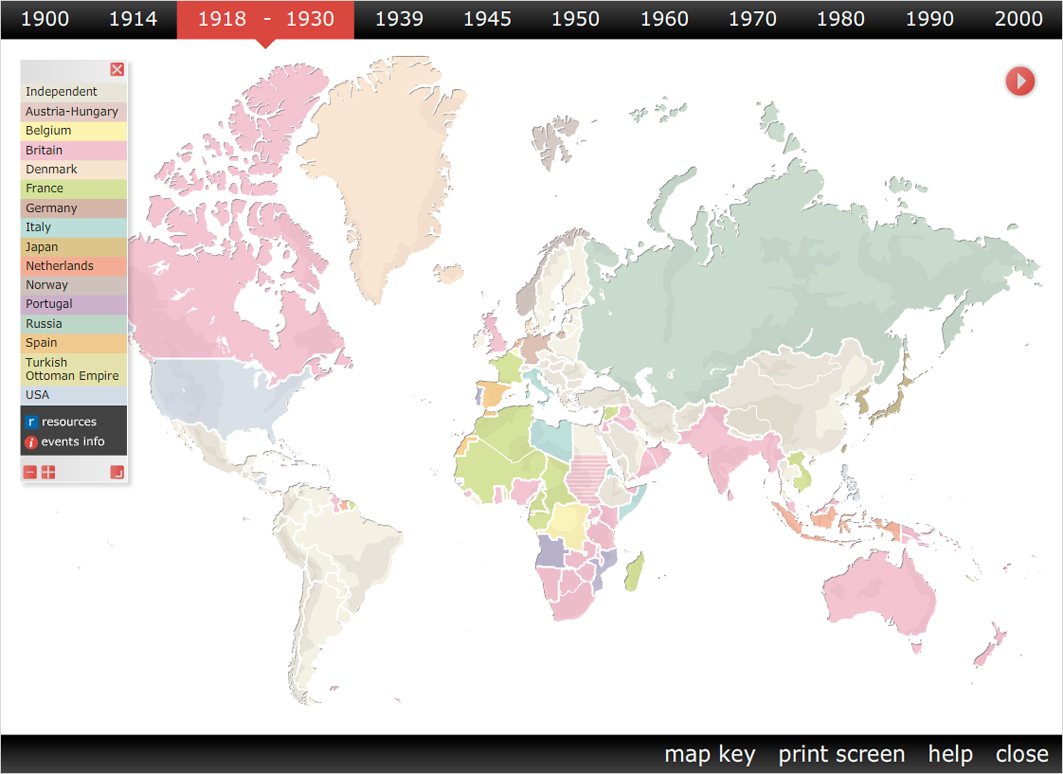 1900 1914 1918 - 1930 1939 1945 1950 1960 1970 1980 1990 2000
Independent
Austria-Hungary
Belgium
Britain
Denmark
France
Germany
Italy
Japan
Netherlands
Norway
Portugal
Russia
Spain
Turkish
Ottoman Empire
USA
r resources
i events info
map key print screen help close